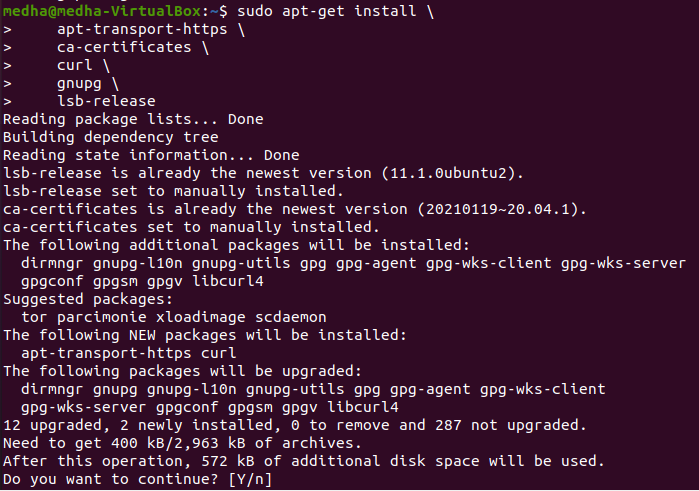 medha@medha-VirtualBox:~$ sudo apt-get install \
>     apt-transport-https \
>     ca-certificates \
>     curl \
>     gnupg \
>     lsb-release
Reading package lists... Done
Building dependency tree
Reading state information... Done
lsb-release is already the newest version (11.1.0ubuntu2).
lsb-release set to manually installed.
ca-certificates is already the newest version (20210119~20.04.1).
ca-certificates set to manually installed.
The following additional packages will be installed:
  dirmngr gnupg-l10n gnupg-utils gpg gpg-agent gpg-wks-client gpg-wks-server
  gpgconf gpgsm gpgv libcurl4
Suggested packages:
  tor parcimonie xloadimage scdaemon
The following NEW packages will be installed:
  apt-transport-https curl
The following packages will be upgraded:
  dirmngr gnupg gnupg-l10n gnupg-utils gpg gpg-agent gpg-wks-client
  gpg-wks-server gpgconf gpgsm gpgv libcurl4
12 upgraded, 2 newly installed, 0 to remove and 287 not upgraded.
Need to get 400 kB/2,963 kB of archives.
After this operation, 572 kB of additional disk space will be used.
Do you want to continue? [Y/n]